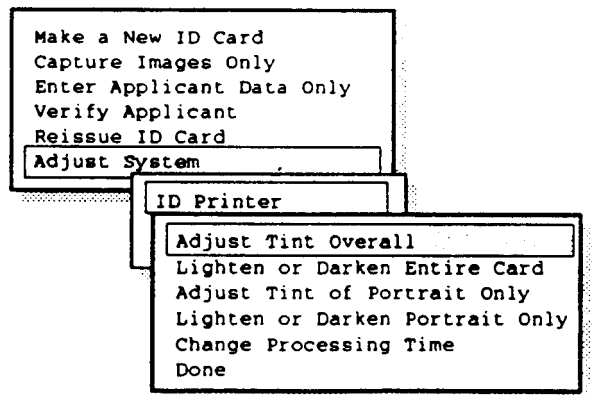 Make a New ID Card
Capture Images Only
Enter Applicant Data Only
Verify Applicant
Reissue ID Card
Adjust System
ID Printer
Adjust Tint Overall
Lighten or Darken Entire Card
Adjust Tint of Portrait Only
Lighten or Darken Portrait Only
Change Processing Time
Done